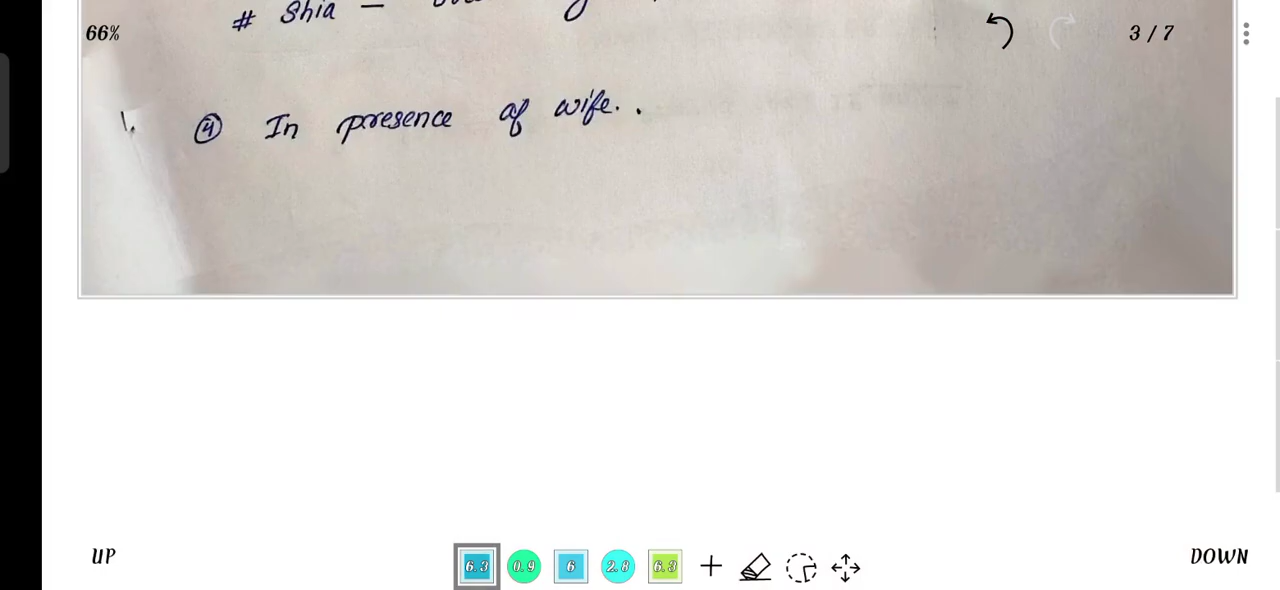 # Shia -
66%
3 / 7
④ In presence of wife. .
UP
6.3 0.9 6 2.8 6.3
DOWN